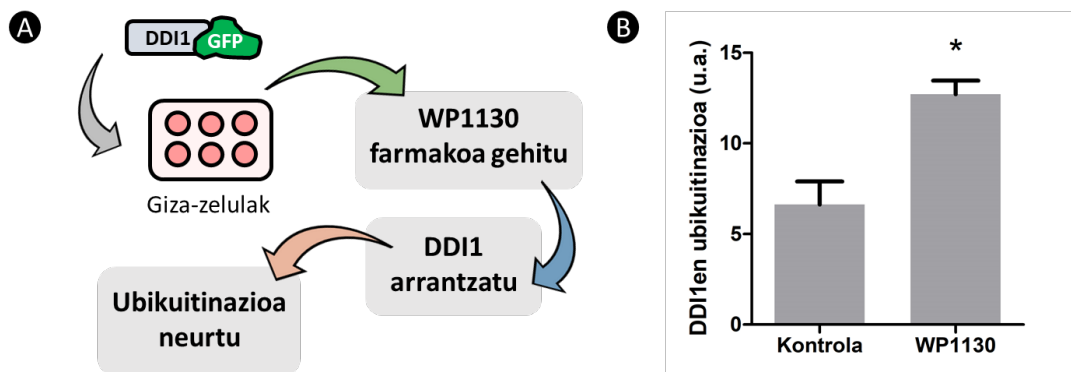 A
DDI1
GFP
Giza-zelulak
WP1130
farmakoa gehitu
DDI1
arrantzatu
Ubikuitinazioa
neurtu
B
DDI1en ubikuitinazioa (u.a.)
15
10
5
0
*
Kontrola
WP1130